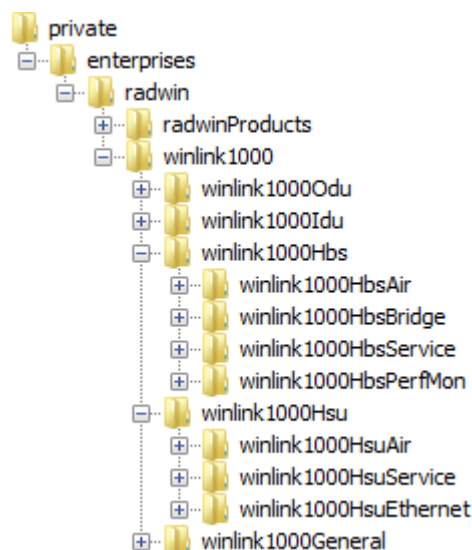 private
enterprises
radwin
radwinProducts
winlink1000
winlink1000Odu
winlink1000Idu
winlink1000Hbs
winlink1000HbsAir
winlink1000HbsBridge
winlink1000HbsService
winlink1000HbsPerfMon
winlink1000Hsu
winlink1000HsuAir
winlink1000HsuService
winlink1000HsuEthernet
winlink1000General